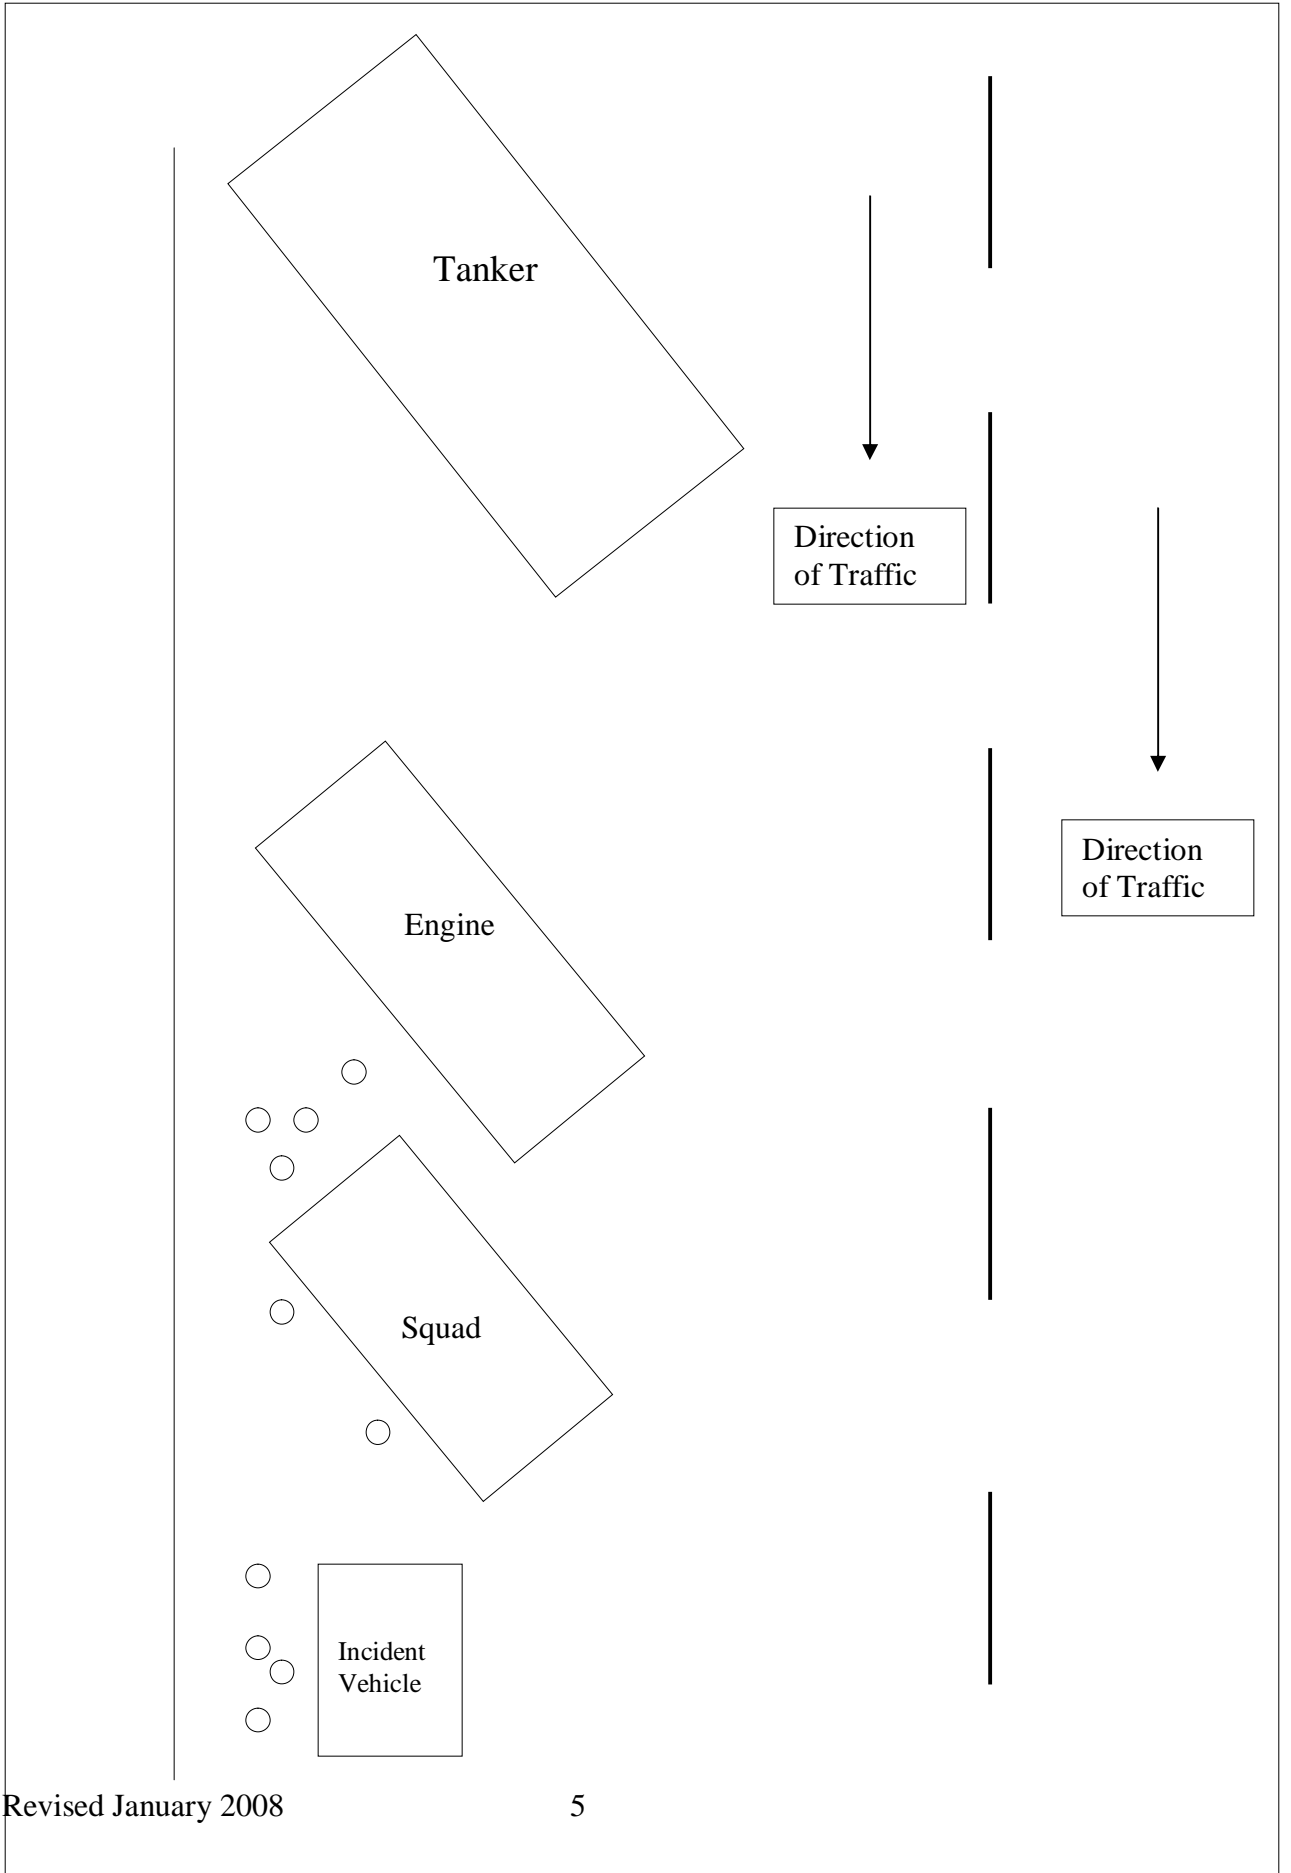 Tanker
Direction
of Traffic
Direction
of Traffic
Engine
Squad
Incident
Vehicle
Revised January 2008
5